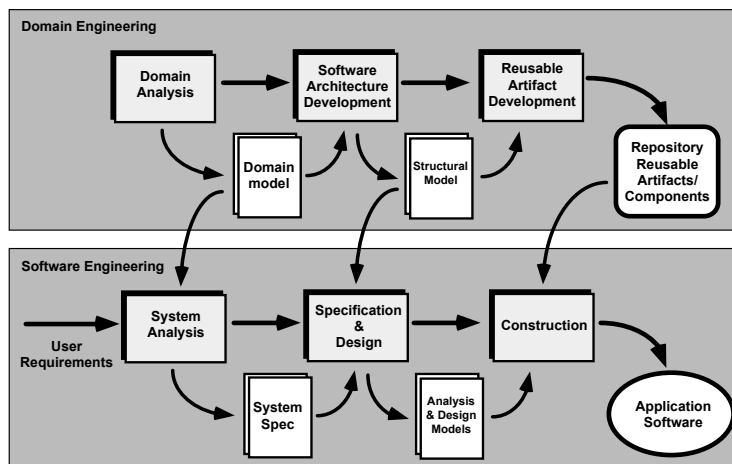 Domain Engineering
Domain
Analysis
Software
Architecture
Development
Reusable
Artifact
Development
Domain
model
Structural
Model
Repository
Reusable
Artifacts/
Components
Software Engineering
User
Requirements
System
Analysis
Specification
&
Design
Construction
System
Spec
Analysis
& Design
Models
Application
Software